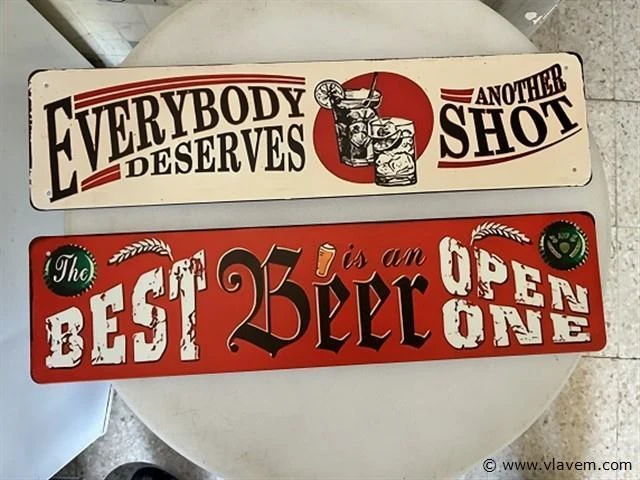 EVERYBODY
DESERVES
ANOTHER
SHOT
The
BEST
Beer
is an
OPEN
ONE
© www.vlavem.com